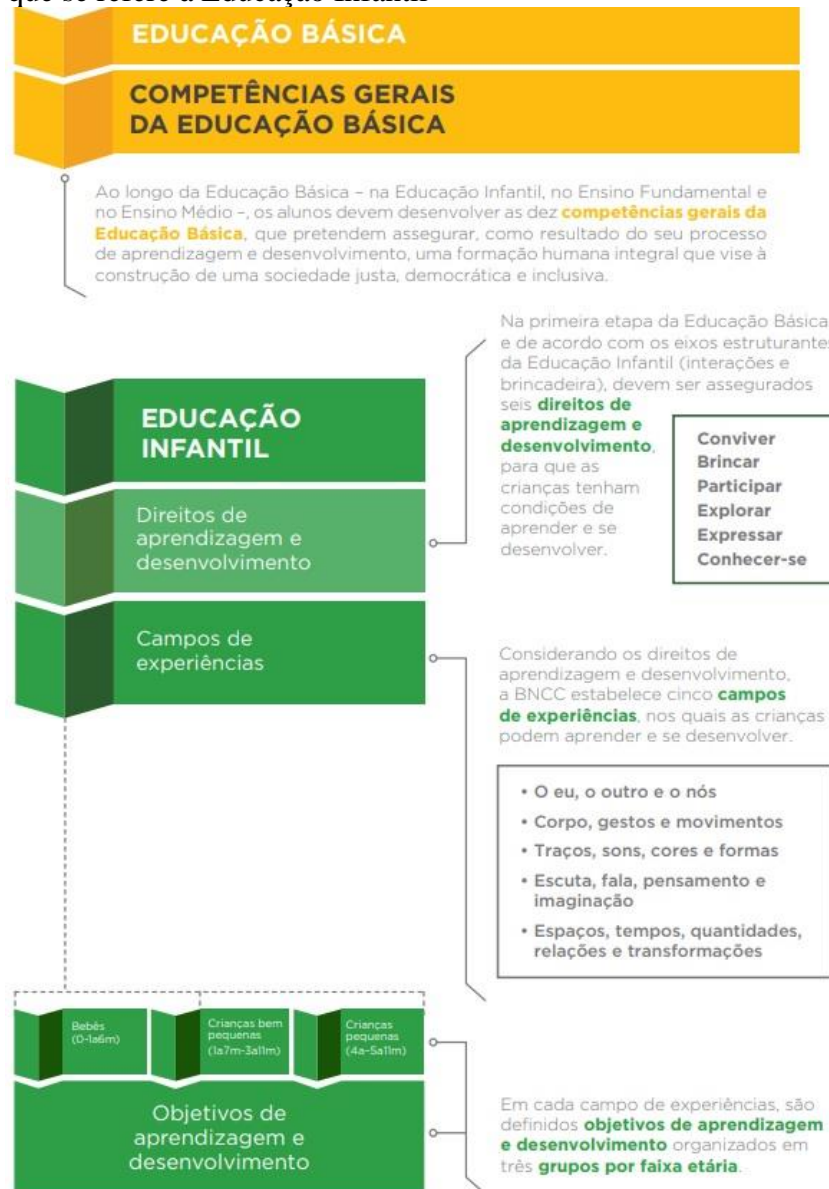 que se refere à Educação Infantil
EDUCAÇÃO BÁSICA
COMPETÊNCIAS GERAIS
DA EDUCAÇÃO BÁSICA
Ao longo da Educação Básica – na Educação Infantil, no Ensino Fundamental e
no Ensino Médio –, os alunos devem desenvolver as dez competências gerais da
Educação Básica, que pretendem assegurar, como resultado do seu processo
de aprendizagem e desenvolvimento, uma formação humana integral que vise à
construção de uma sociedade justa, democrática e inclusiva.
Na primeira etapa da Educação Básica
e de acordo com os eixos estruturantes
da Educação Infantil (interações e
brincadeira), devem ser assegurados
seis direitos de
aprendizagem e
desenvolvimento,
para que as
crianças tenham
condições de
aprender e se
desenvolver.
Conviver
Brincar
Participar
Explorar
Expressar
Conhecer-se
EDUCAÇÃO
INFANTIL
Direitos de
aprendizagem e
desenvolvimento
Campos de
experiências
Considerando os direitos de
aprendizagem e desenvolvimento,
a BNCC estabelece cinco campos
de experiências, nos quais as crianças
podem aprender e se desenvolver.
• O eu, o outro e o nós
• Corpo, gestos e movimentos
• Traços, sons, cores e formas
• Escuta, fala, pensamento e
imaginação
• Espaços, tempos, quantidades,
relações e transformações
Bebês
(0-1a6m)
Crianças bem
pequenas
(1a7m-3a11m)
Crianças
pequenas
(4a-5a11m)
Objetivos de
aprendizagem e
desenvolvimento
Em cada campo de experiências, são
definidos objetivos de aprendizagem
e desenvolvimento organizados em
três grupos por faixa etária.